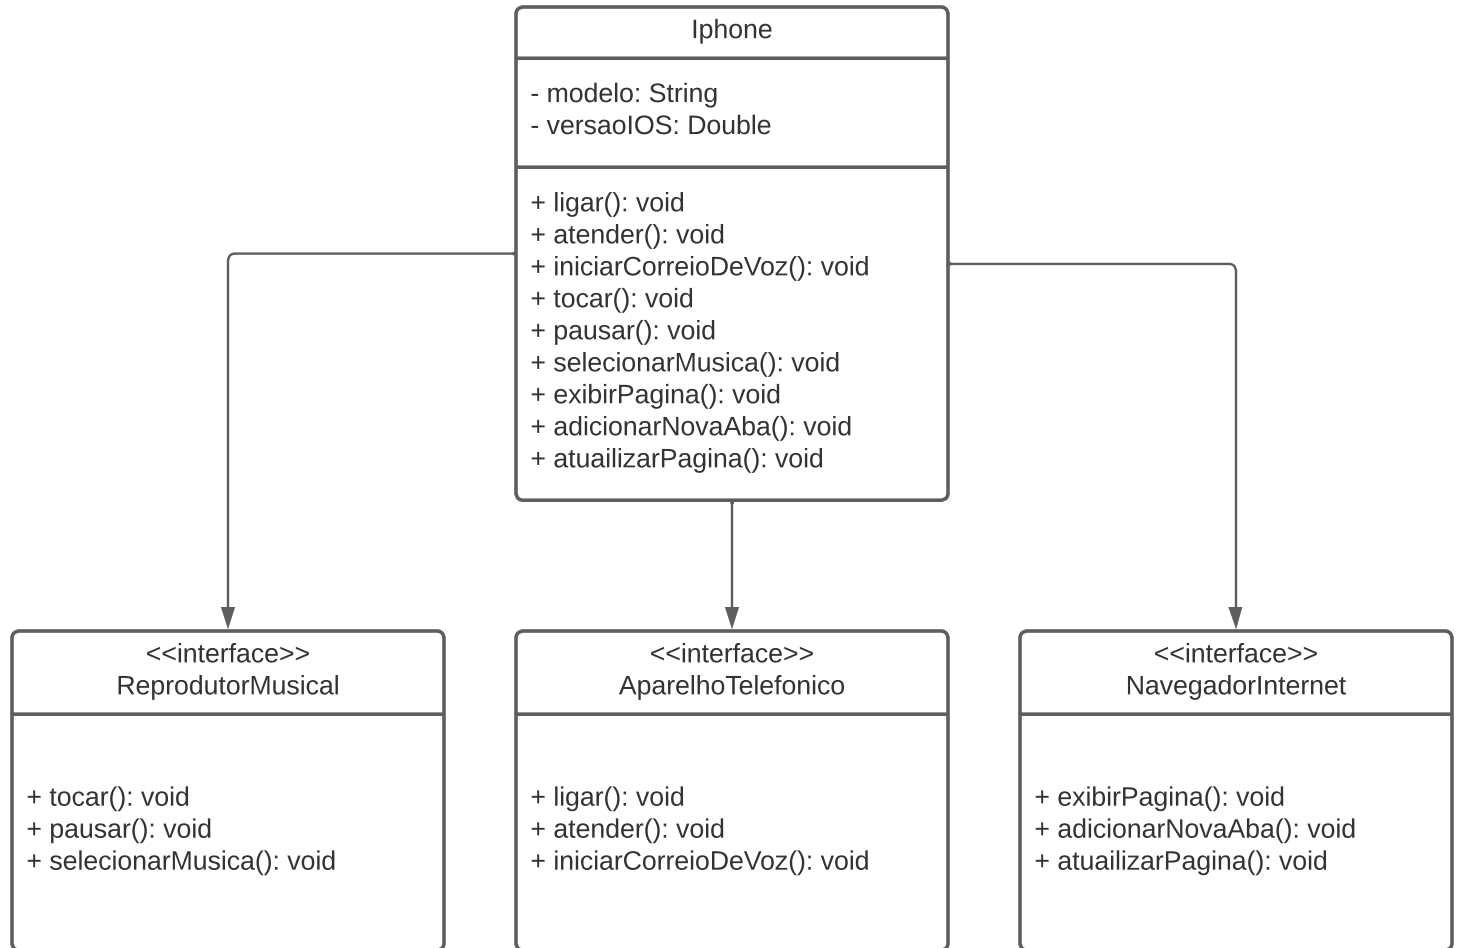 Iphone
- modelo: String
- versaoIOS: Double
+ ligar(): void
+ atender(): void
+ iniciarCorreioDeVoz(): void
+ tocar(): void
+ pausar(): void
+ selecionarMusica(): void
+ exibirPagina(): void
+ adicionarNovaAba(): void
+ atuailizarPagina(): void
<<interface>>
ReprodutorMusical
+ tocar(): void
+ pausar(): void
+ selecionarMusica(): void
<<interface>>
AparelhoTelefonico
+ ligar(): void
+ atender(): void
+ iniciarCorreioDeVoz(): void
<<interface>>
NavegadorInternet
+ exibirPagina(): void
+ adicionarNovaAba(): void
+ atuailizarPagina(): void